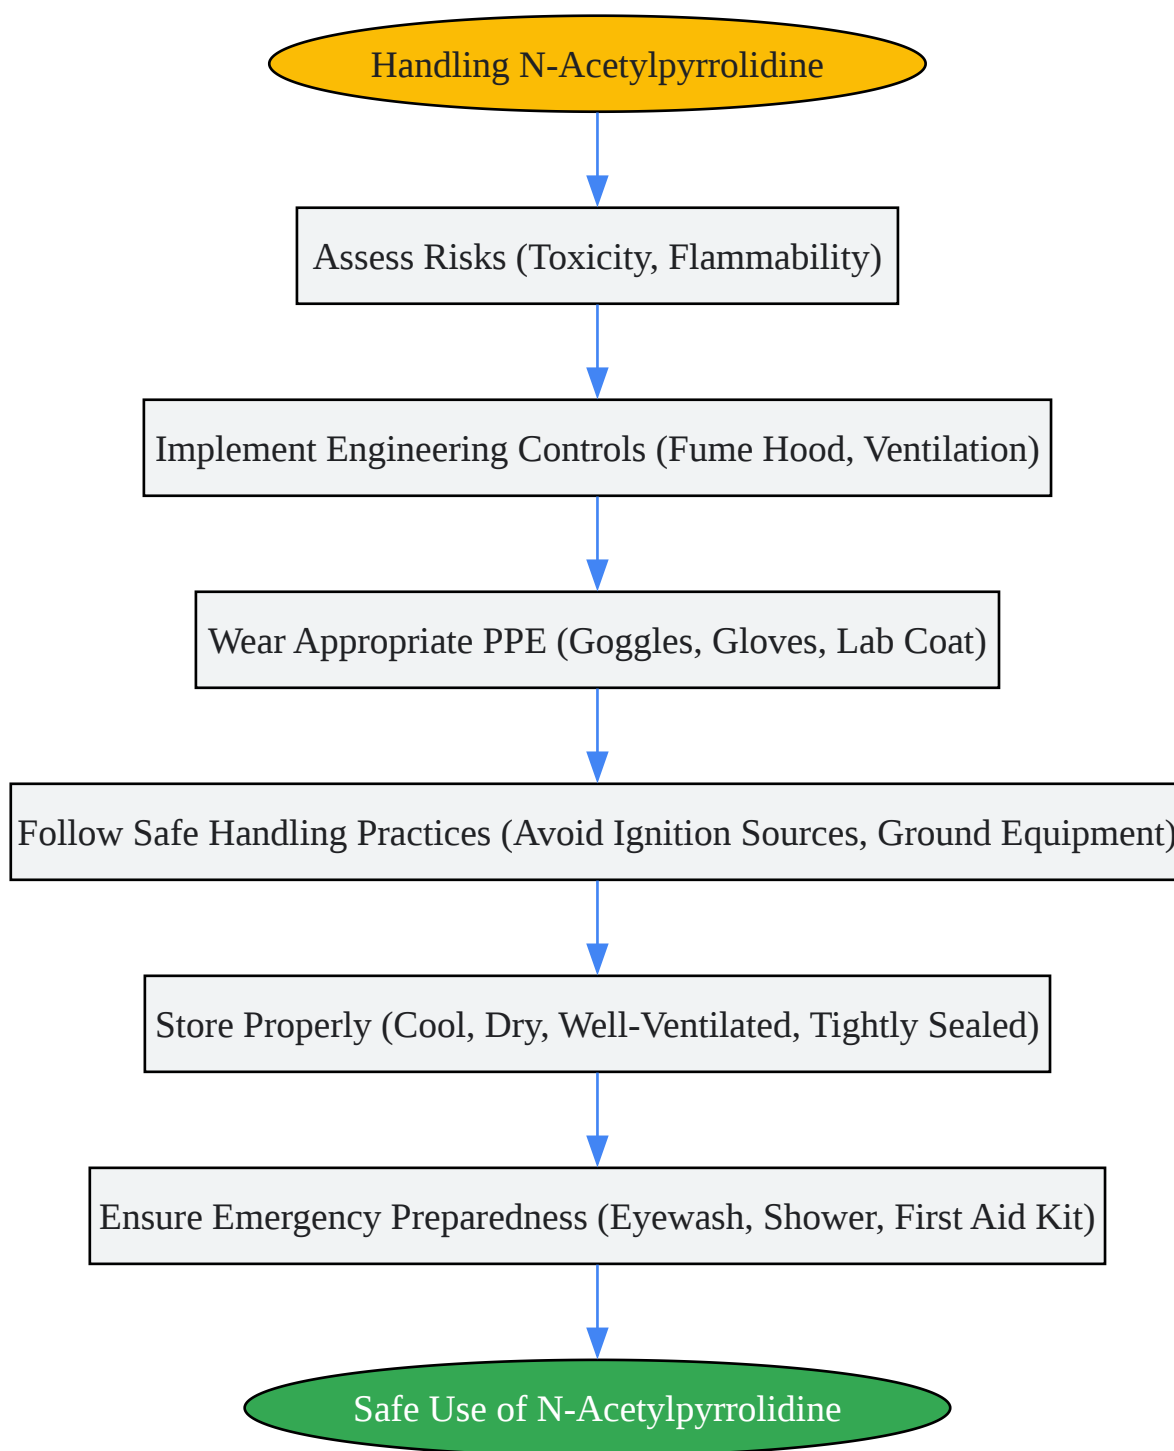 Handling N-Acetylpyrrolidine
Assess Risks (Toxicity, Flammability)
Implement Engineering Controls (Fume Hood, Ventilation)
Wear Appropriate PPE (Goggles, Gloves, Lab Coat)
Follow Safe Handling Practices (Avoid Ignition Sources, Ground Equipment)
Store Properly (Cool, Dry, Well-Ventilated, Tightly Sealed)
Ensure Emergency Preparedness (Eyewash, Shower, First Aid Kit)
Safe Use of N-Acetylpyrrolidine